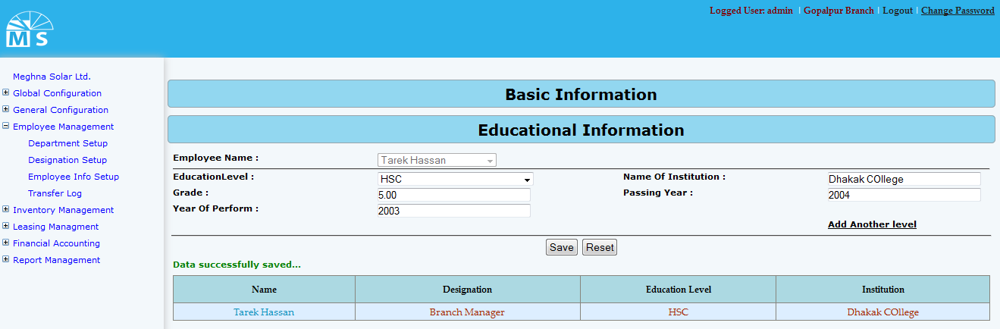 Logged User: admin | Gopalpur Branch | Logout | Change Password
MS
Meghna Solar Ltd.
Global Configuration
General Configuration
Employee Management
Department Setup
Designation Setup
Employee Info Setup
Transfer Log
Inventory Management
Leasing Managment
Financial Accounting
Report Management
Basic Information
Educational Information
Employee Name : Tarek Hassan
EducationLevel : HSC Name Of Institution : Dhakak COllege
Grade : 5.00 Passing Year : 2004
Year Of Perform : 2003
Add Another level
Save Reset
Data successfully saved...
Name Designation Education Level Institution
Tarek Hassan Branch Manager HSC Dhakak COllege